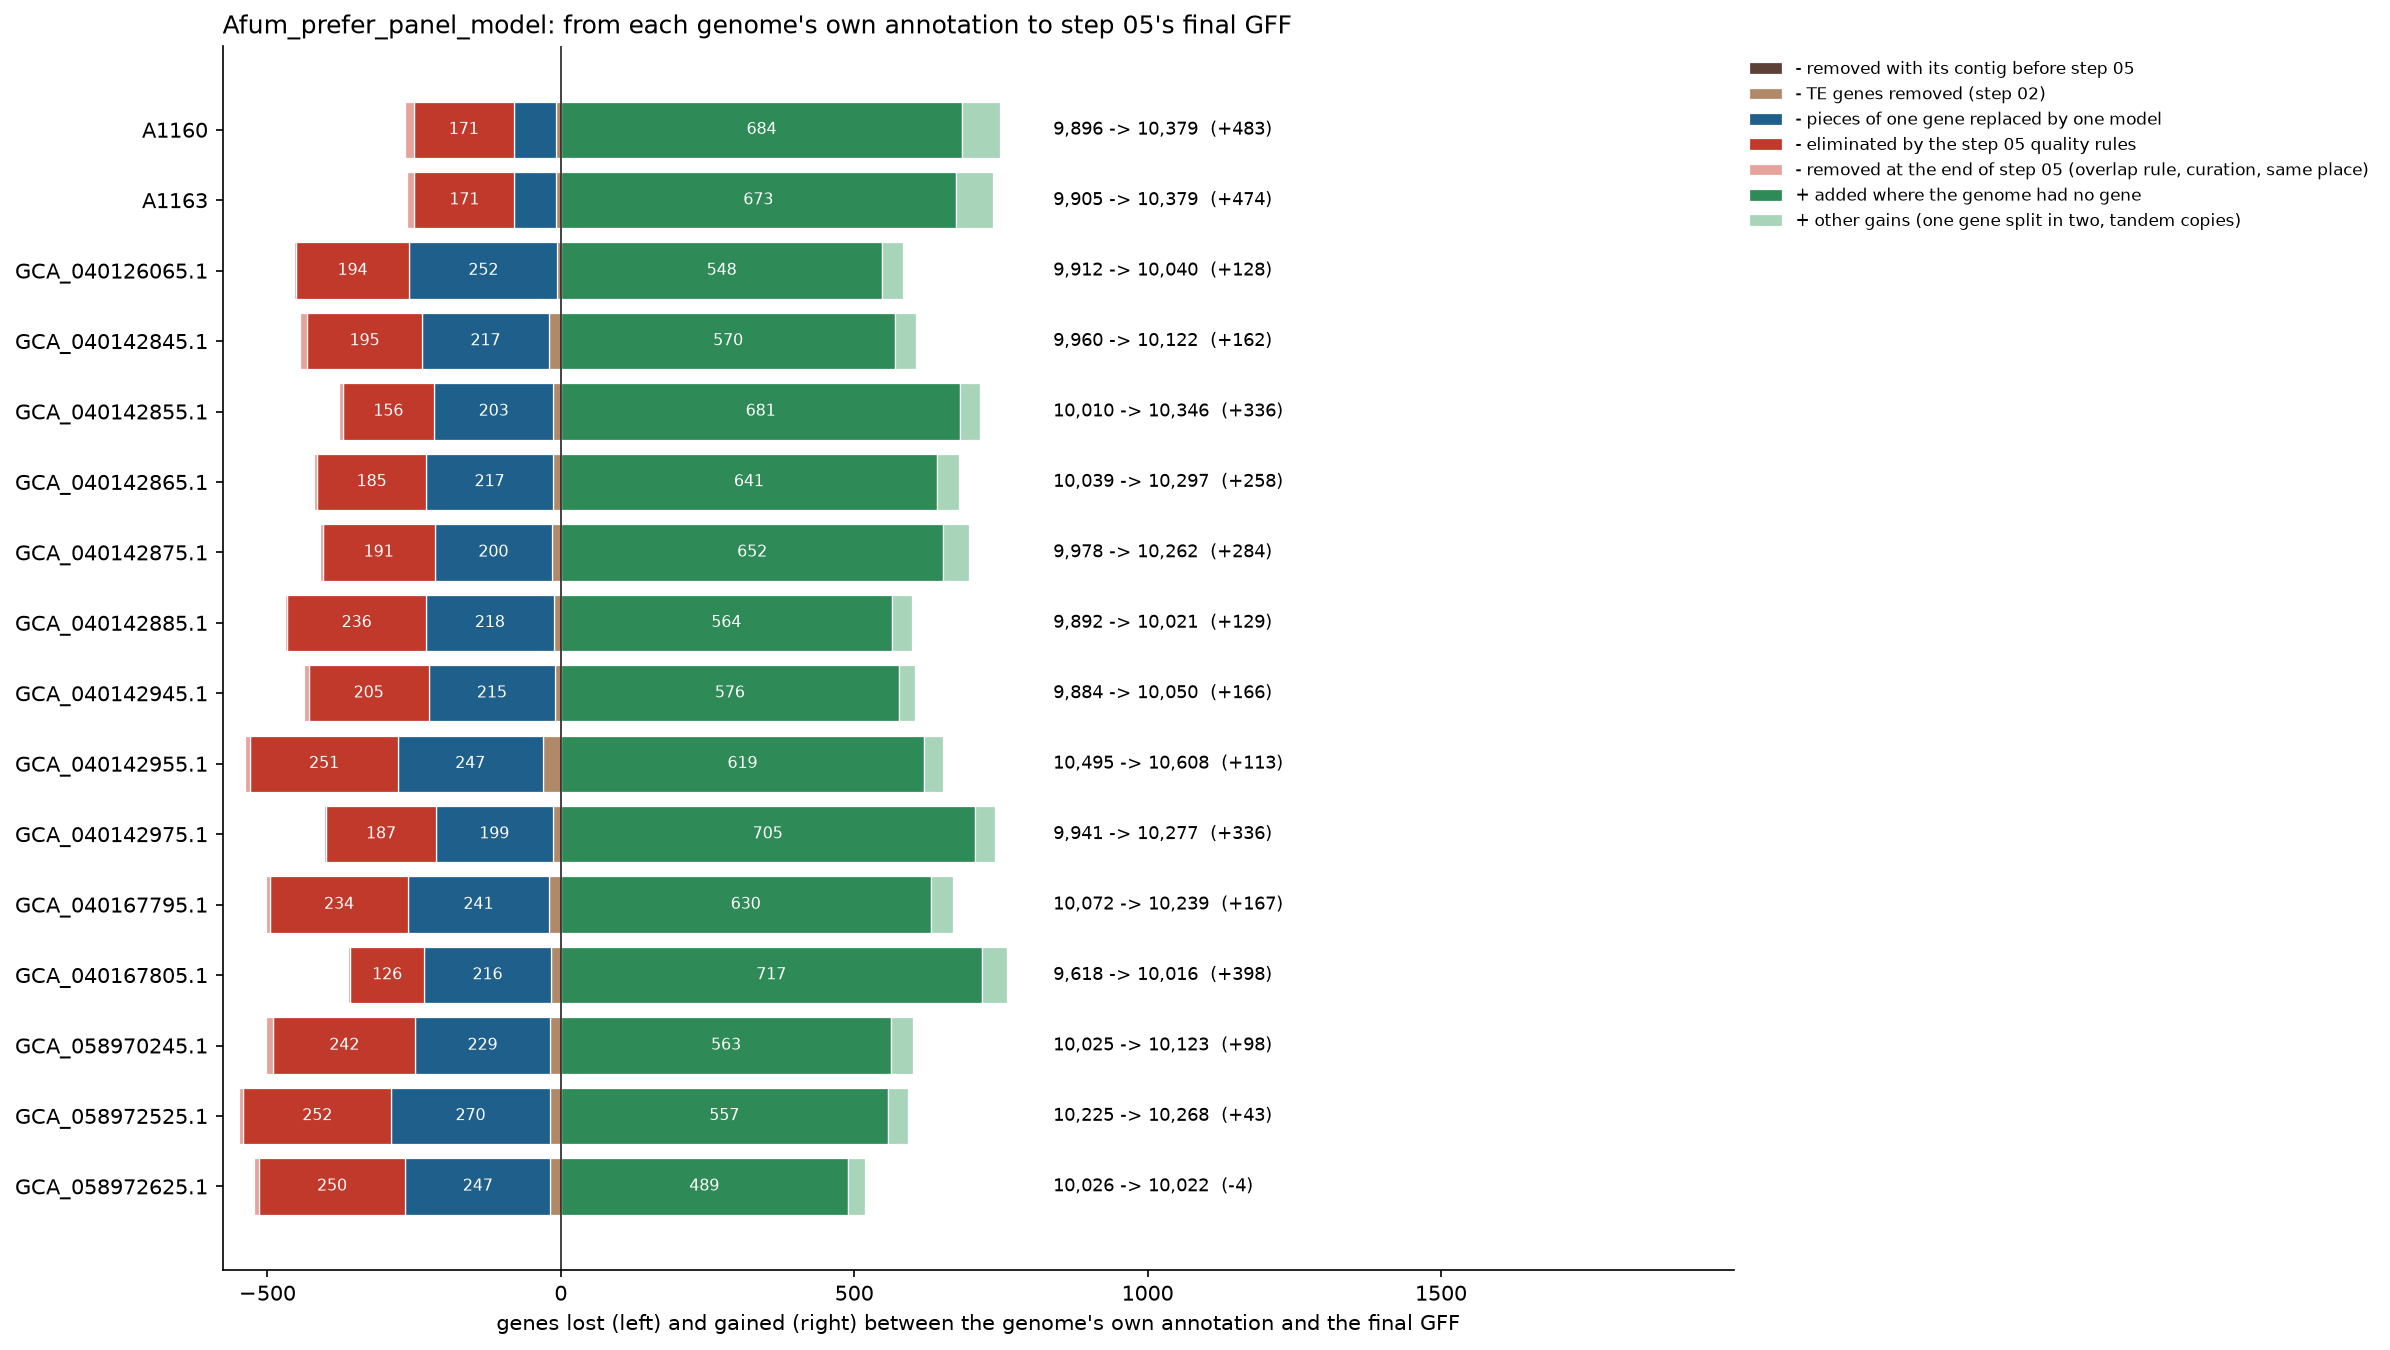 Afum_prefer_panel_model: from each genome's own annotation to step 05's final GFF
- removed with its contig before step 05
- TE genes removed (step 02)
- pieces of one gene replaced by one model
- eliminated by the step 05 quality rules
- removed at the end of step 05 (overlap rule, curation, same place)
+ added where the genome had no gene
+ other gains (one gene split in two, tandem copies)
A1160 171 684 9,896 -> 10,379 (+483)
A1163 171 673 9,905 -> 10,379 (+474)
GCA_040126065.1 194 252 548 9,912 -> 10,040 (+128)
GCA_040142845.1 195 217 570 9,960 -> 10,122 (+162)
GCA_040142855.1 156 203 681 10,010 -> 10,346 (+336)
GCA_040142865.1 185 217 641 10,039 -> 10,297 (+258)
GCA_040142875.1 191 200 652 9,978 -> 10,262 (+284)
GCA_040142885.1 236 218 564 9,892 -> 10,021 (+129)
GCA_040142945.1 205 215 576 9,884 -> 10,050 (+166)
GCA_040142955.1 251 247 619 10,495 -> 10,608 (+113)
GCA_040142975.1 187 199 705 9,941 -> 10,277 (+336)
GCA_040167795.1 234 241 630 10,072 -> 10,239 (+167)
GCA_040167805.1 126 216 717 9,618 -> 10,016 (+398)
GCA_058970245.1 242 229 563 10,025 -> 10,123 (+98)
GCA_058972525.1 252 270 557 10,225 -> 10,268 (+43)
GCA_058972625.1 250 247 489 10,026 -> 10,022 (-4)
−500 0 500 1000 1500
genes lost (left) and gained (right) between the genome's own annotation and the final GFF